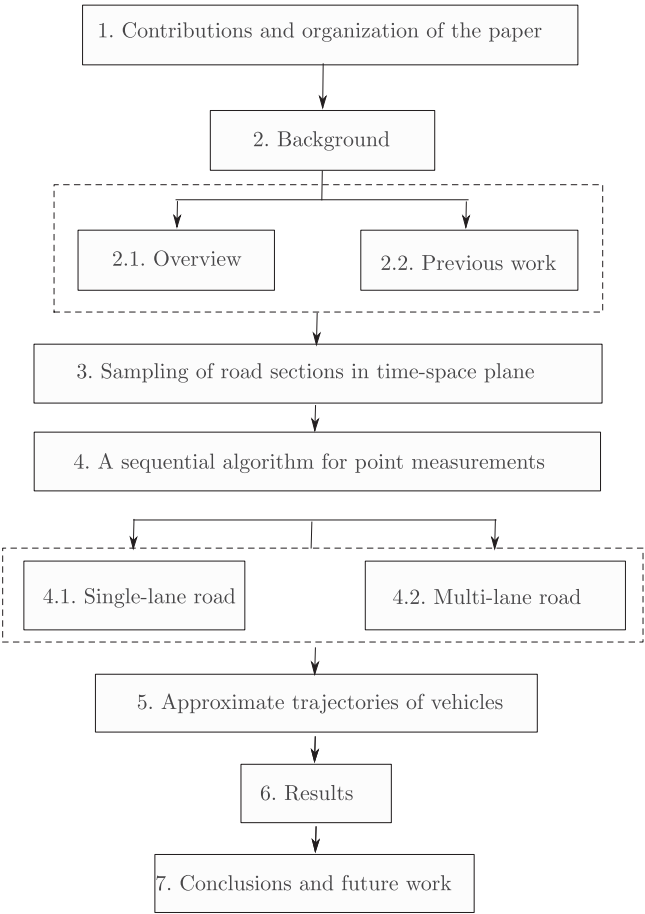 1. Contributions and organization of the paper
2. Background
2.1. Overview
2.2. Previous work
3. Sampling of road sections in time-space plane
4. A sequential algorithm for point measurements
4.1. Single-lane road
4.2. Multi-lane road
5. Approximate trajectories of vehicles
6. Results
7. Conclusions and future work